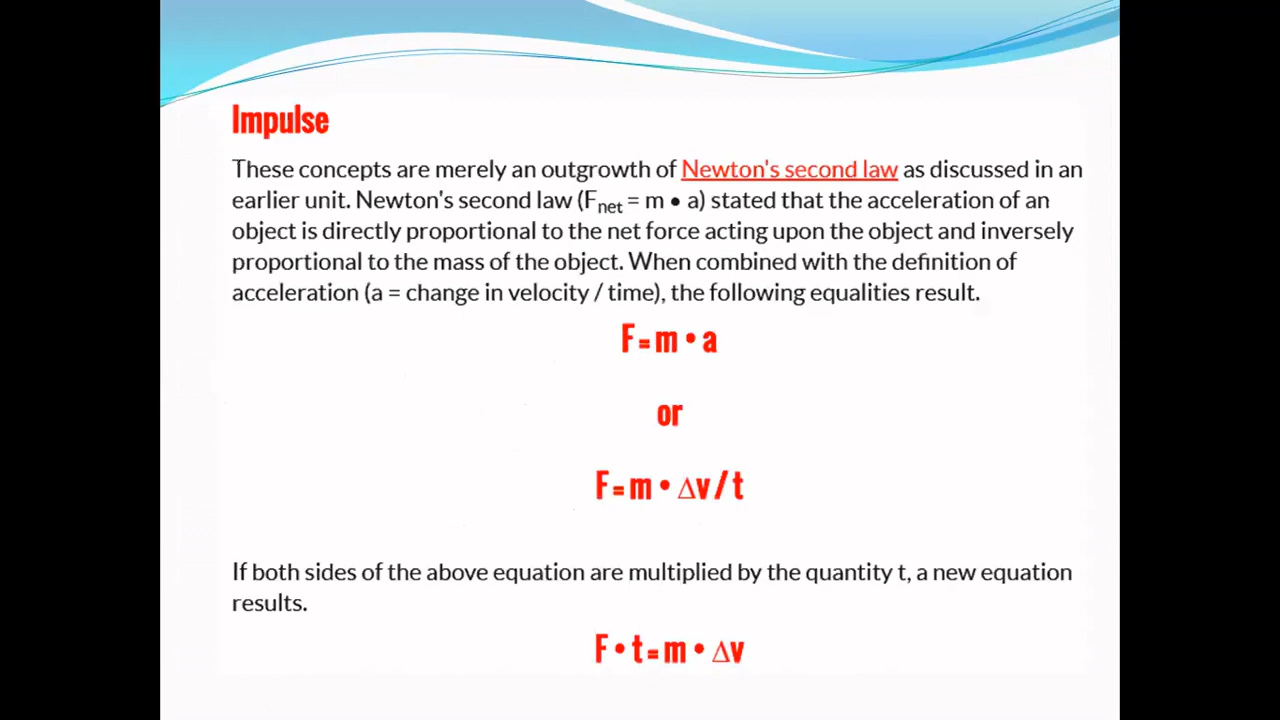 Impulse
These concepts are merely an outgrowth of Newton's second law as discussed in an
earlier unit. Newton's second law (Fnet = m • a) stated that the acceleration of an
object is directly proportional to the net force acting upon the object and inversely
proportional to the mass of the object. When combined with the definition of
acceleration (a = change in velocity / time), the following equalities result.
F = m • a
or
F = m • ∆v / t
If both sides of the above equation are multiplied by the quantity t, a new equation
results.
F • t = m • ∆v